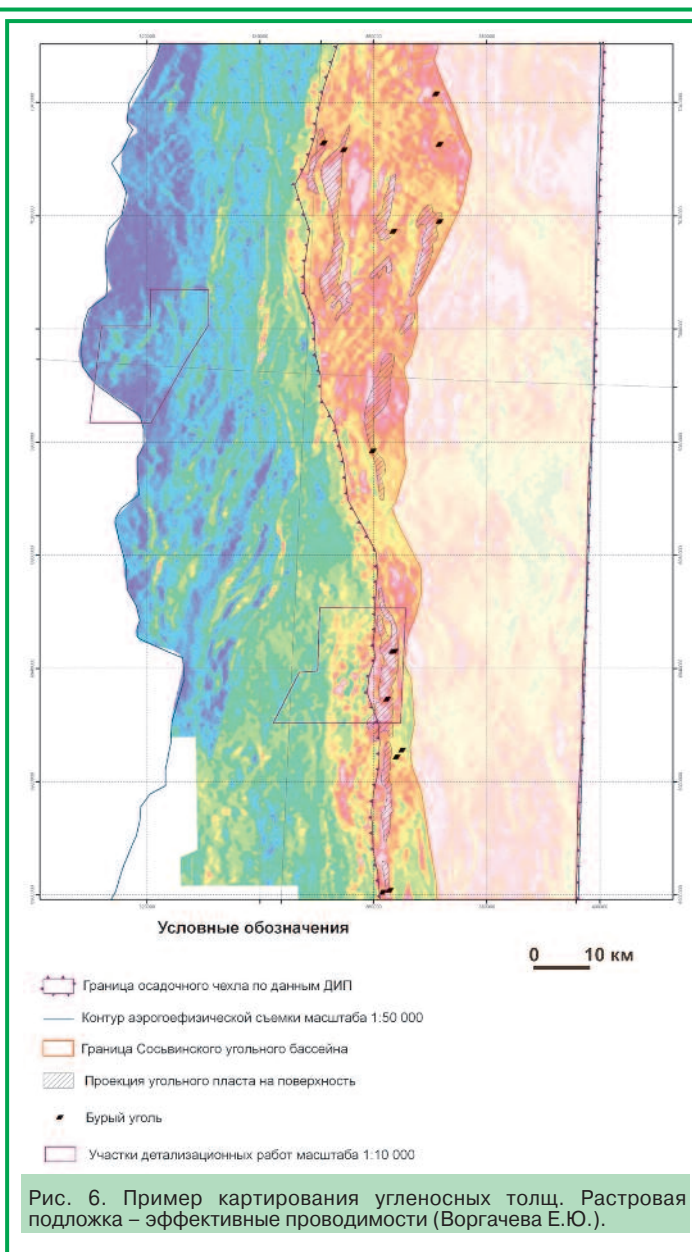 Условные обозначения
0 10 км
Граница осадочного чехла по данным ДИП
Контур аэрогеофизической съемки масштаба 1:50 000
Граница Сосьвинского угольного бассейна
Проекция угольного пласта на поверхность
Бурый уголь
Участки детализационных работ масштаба 1:10 000
Рис. 6. Пример картирования угленосных толщ. Растровая
подложка – эффективные проводимости (Воргачева Е.Ю.).